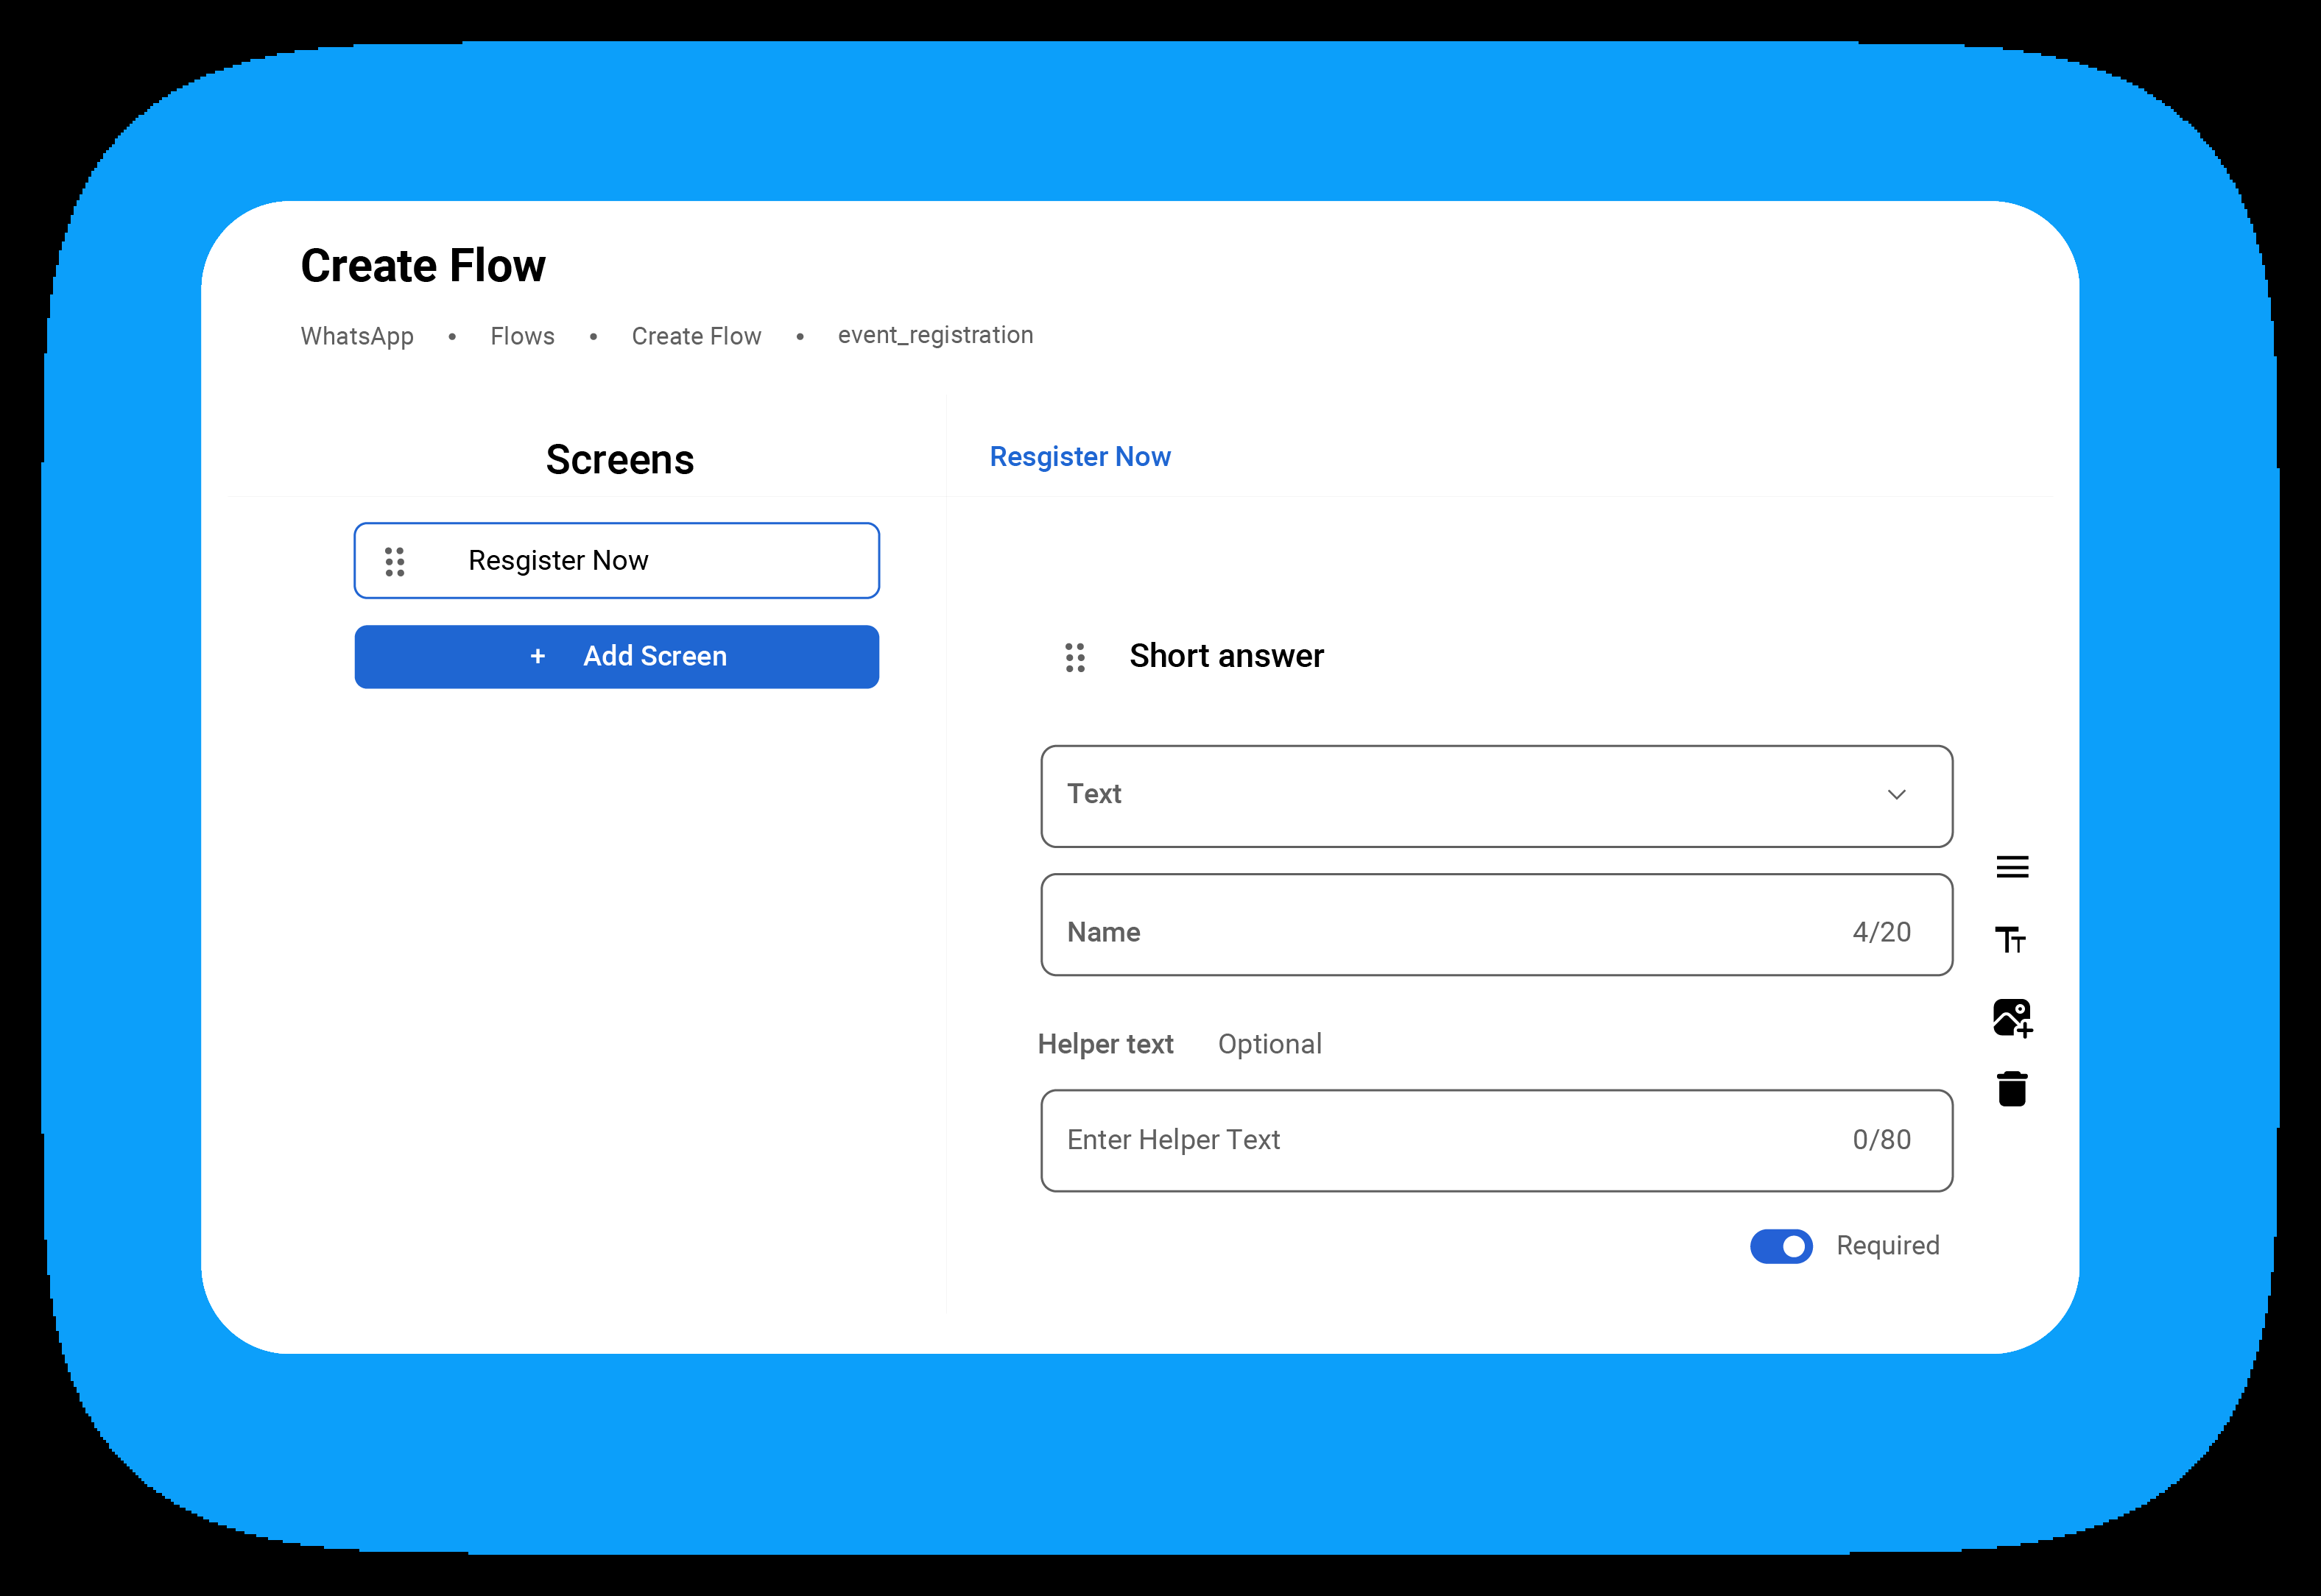 Create Flow
WhatsApp • Flows • Create Flow • event_registration
Screens
Resgister Now
+ Add Screen
Resgister Now
Short answer
Text
Name 4/20
Helper text Optional
Enter Helper Text 0/80
Required